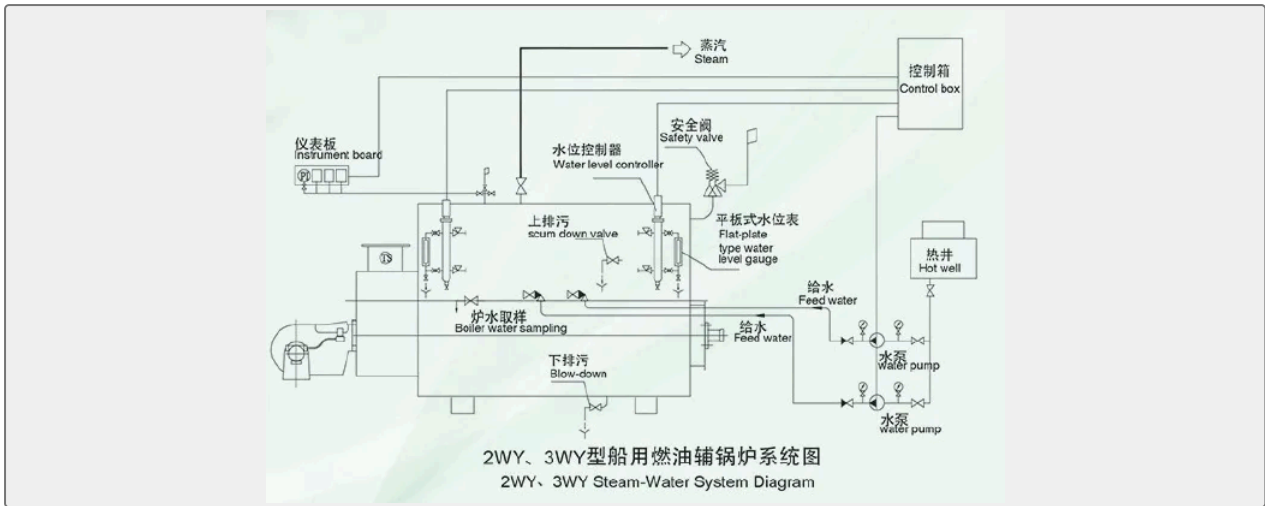 蒸汽
Steam
控制箱
Control box
仪表板
Instrument board
PI
水位控制器
Water level controller
安全阀
Safety valve
上排污
scum down valve
平板式水位表
Flat-plate
type water
level gauge
热井
Hot well
TS
给水
Feed water
炉水取样
Boiler water sampling
给水
Feed water
水泵
water pump
下排污
Blow-down
水泵
water pump
2WY、3WY型船用燃油辅锅炉系统图
2WY、3WY Steam-Water System Diagram